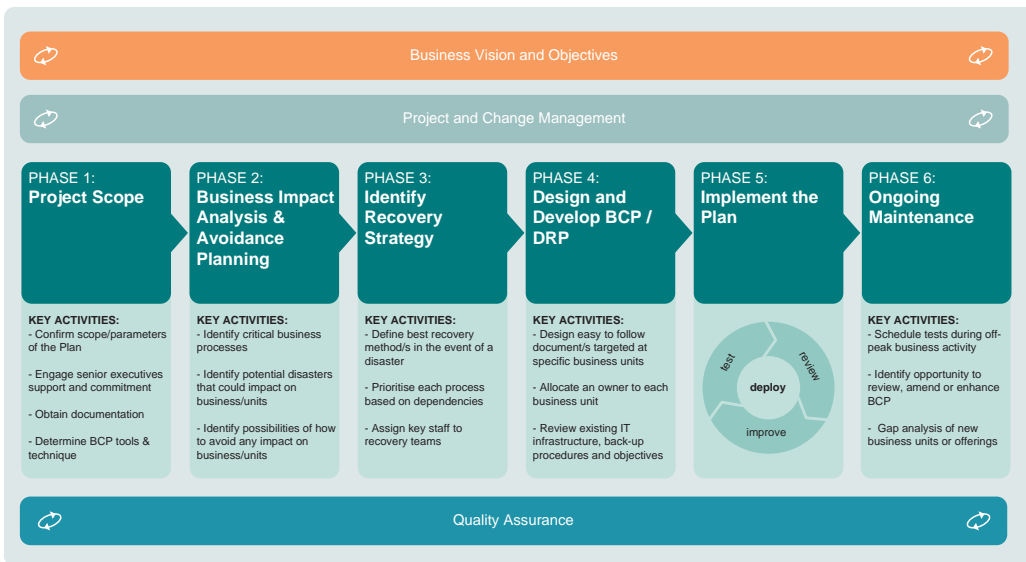 Business Vision and Objectives
Project and Change Management
PHASE 1:
Project Scope
KEY ACTIVITIES:
- Confirm scope/parameters
of the Plan
- Engage senior executives
support and commitment
- Obtain documentation
- Determine BCP tools &
technique
PHASE 2:
Business Impact
Analysis &
Avoidance
Planning
KEY ACTIVITIES:
- Identify critical business
processes
- Identify potential disasters
that could impact on
business/units
- Identify possibilities of how
to avoid any impact on
business/units
PHASE 3:
Identify
Recovery
Strategy
KEY ACTIVITIES:
- Define best recovery
method/s in the event of a
disaster
- Prioritise each process
based on dependencies
- Assign key staff to
recovery teams
PHASE 4:
Design and
Develop BCP /
DRP
KEY ACTIVITIES:
- Design easy to follow
document/s targeted at
specific business units
- Allocate an owner to each
business unit
- Review existing IT
infrastructure, back-up
procedures and objectives
PHASE 5:
Implement the
Plan
test
review
deploy
improve
PHASE 6:
Ongoing
Maintenance
KEY ACTIVITIES:
- Schedule tests during off-
peak business activity
- Identify opportunity to
review, amend or enhance
BCP
- Gap analysis of new
business units or offerings
Quality Assurance